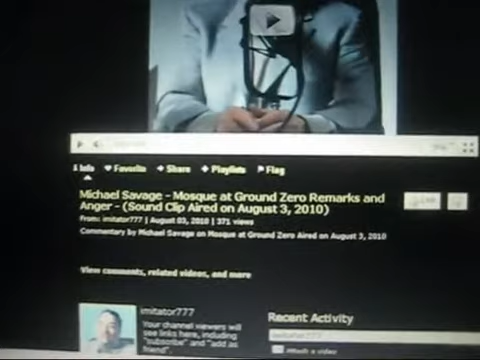 Info Favorite Share Playlists Flag
Michael Savage - Mosque at Ground Zero Remarks and
Anger - (Sound Clip Aired on August 3, 2010)
From: imitator777 | August 03, 2010 | 371 views
Commentary by Michael Savage on Mosque at Ground Zero Aired on August 3, 2010
View comments, related videos, and more
imitator777
Your channel viewers will
see links here, including
"subscribe" and "add as
friend".
Recent Activity
Attach a video